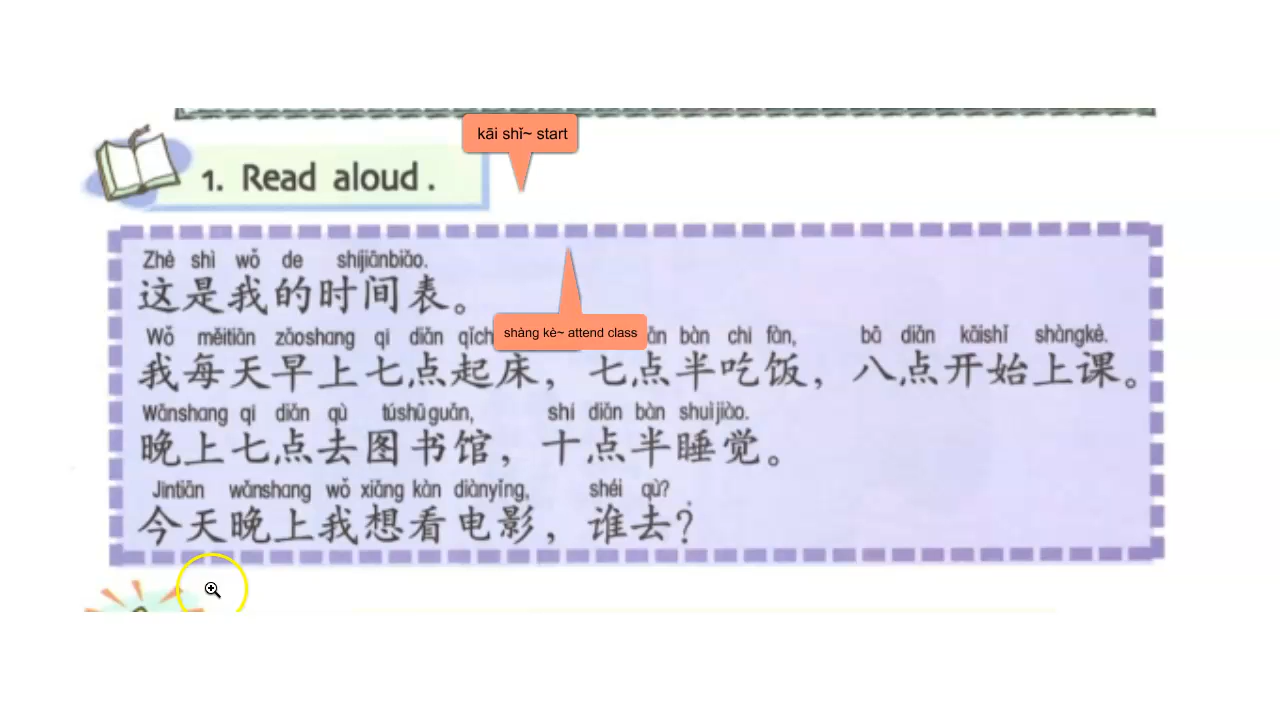 kāi shǐ~ start
1. Read aloud.
Zhè shì wǒ de shíjiānbiǎo.
这是我的时间表。
shàng kè~ attend class
Wǒ měitiān zǎoshang qī diǎn qǐch ǎn bàn chī fàn, bā diǎn kāishǐ shàngkè.
我每天早上七点起床，七点半吃饭，八点开始上课。
Wǎnshang qī diǎn qù túshūguǎn, shí diǎn bàn shuìjiào.
晚上七点去图书馆，十点半睡觉。
Jīntiān wǎnshang wǒ xiǎng kàn diànyǐng, shéi qù?
今天晚上我想看电影，谁去？